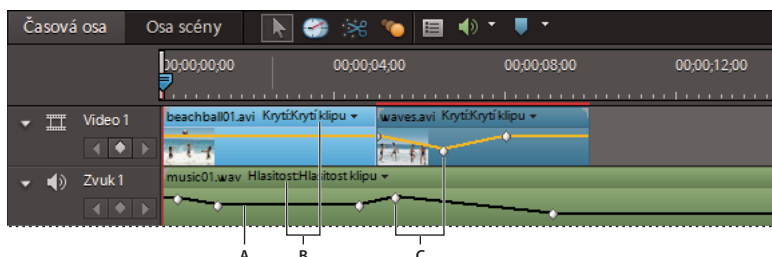 Časová osa Osa scény
00;00;00;00 00;00;04;00 00;00;08;00 00;00;12;00
Video 1 beachball01.avi Krytí:Krytí klipu waves.avi Krytí:Krytí klipu
Zvuk 1 music01.wav Hlasitost:Hlasitost klipu
A B C